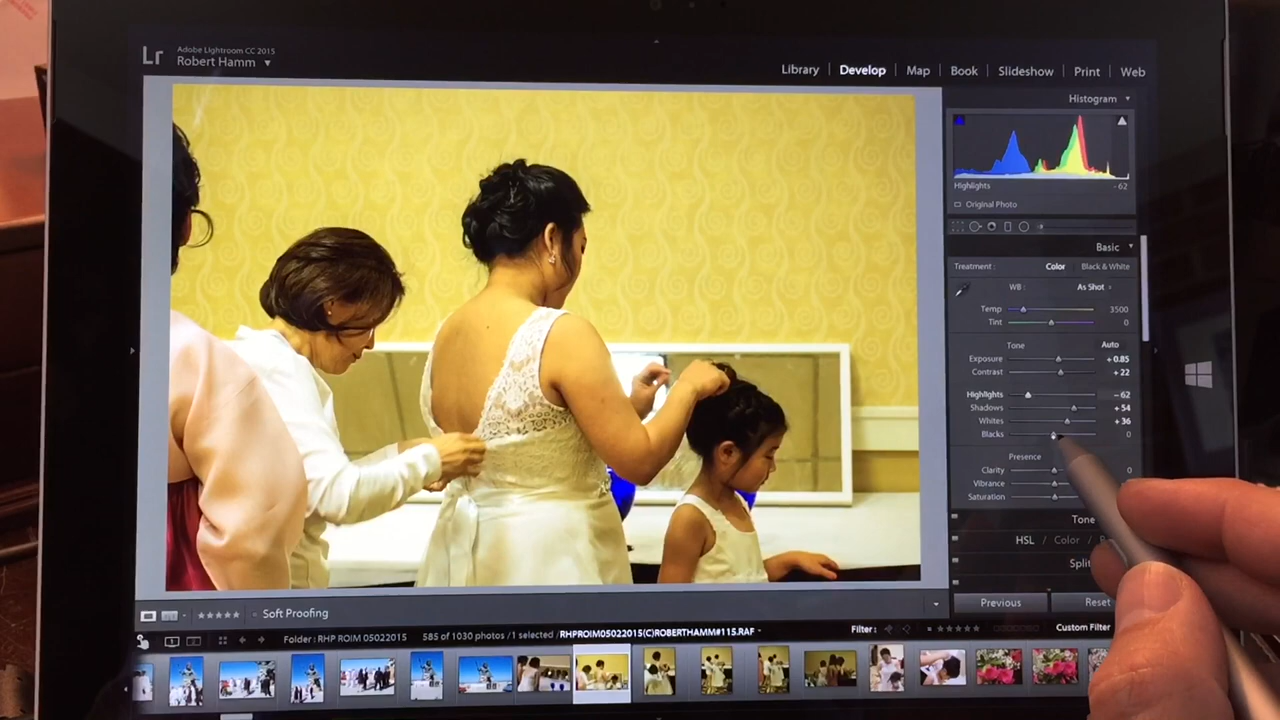 Lr
Adobe Lightroom CC 2015
Robert Hamm ▼
Library | Develop | Map | Book | Slideshow | Print | Web
Histogram
Highlights -62
Original Photo
Basic
Treatment: Color Black & White
WB: As Shot
Temp 3500
Tint 0
Tone Auto
Exposure +0.85
Contrast +22
Highlights -62
Shadows +54
Whites +36
Blacks 0
Presence
Clarity 0
Vibrance
Saturation
Tone
HSL / Color /
Previous Reset
Soft Proofing
1 2 Folder: RHP ROIM 05022015 585 of 1030 photos /1 selected /RHPROIM05022015(C)ROBERTHAMM#115.RAF Filter: Custom Filter